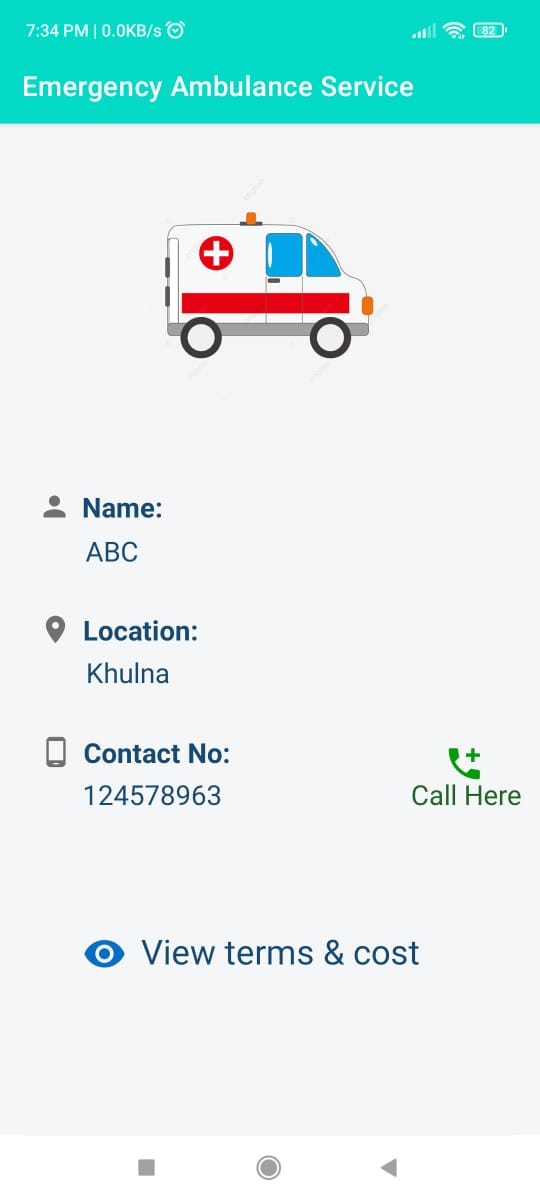 7:34 PM | 0.0KB/s
82
Emergency Ambulance Service
Name:
ABC
Location:
Khulna
Contact No:
124578963
Call Here
View terms & cost